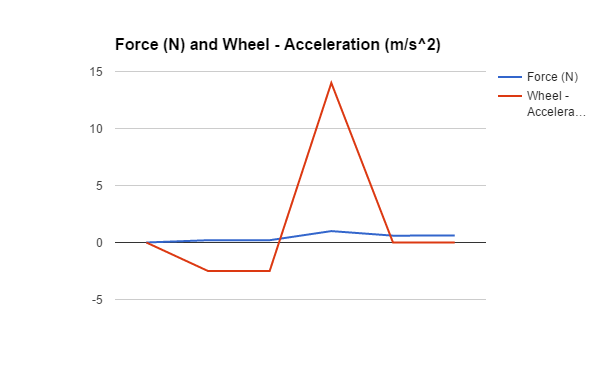 Force (N) and Wheel - Acceleration (m/s^2)
15
10
5
0
-5
Force (N)
Wheel -
Accelera…